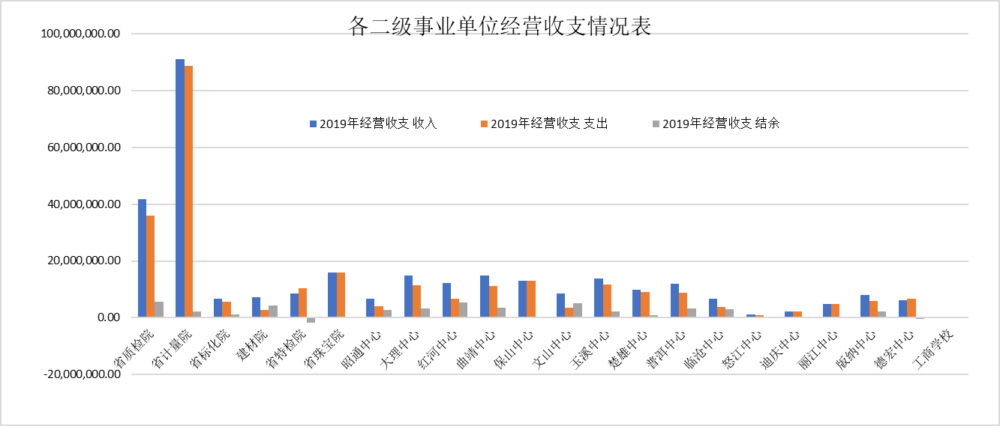 各二级事业单位经营收支情况表
100,000,000.00
80,000,000.00
60,000,000.00
40,000,000.00
20,000,000.00
0.00
-20,000,000.00
2019年经营收支 收入
2019年经营收支 支出
2019年经营收支 结余
省质检院
省计量院
省标化院
建材院
省特检院
省珠宝院
昭通中心
大理中心
红河中心
曲靖中心
保山中心
文山中心
玉溪中心
楚雄中心
普洱中心
临沧中心
怒江中心
迪庆中心
丽江中心
版纳中心
德宏中心
工商学校